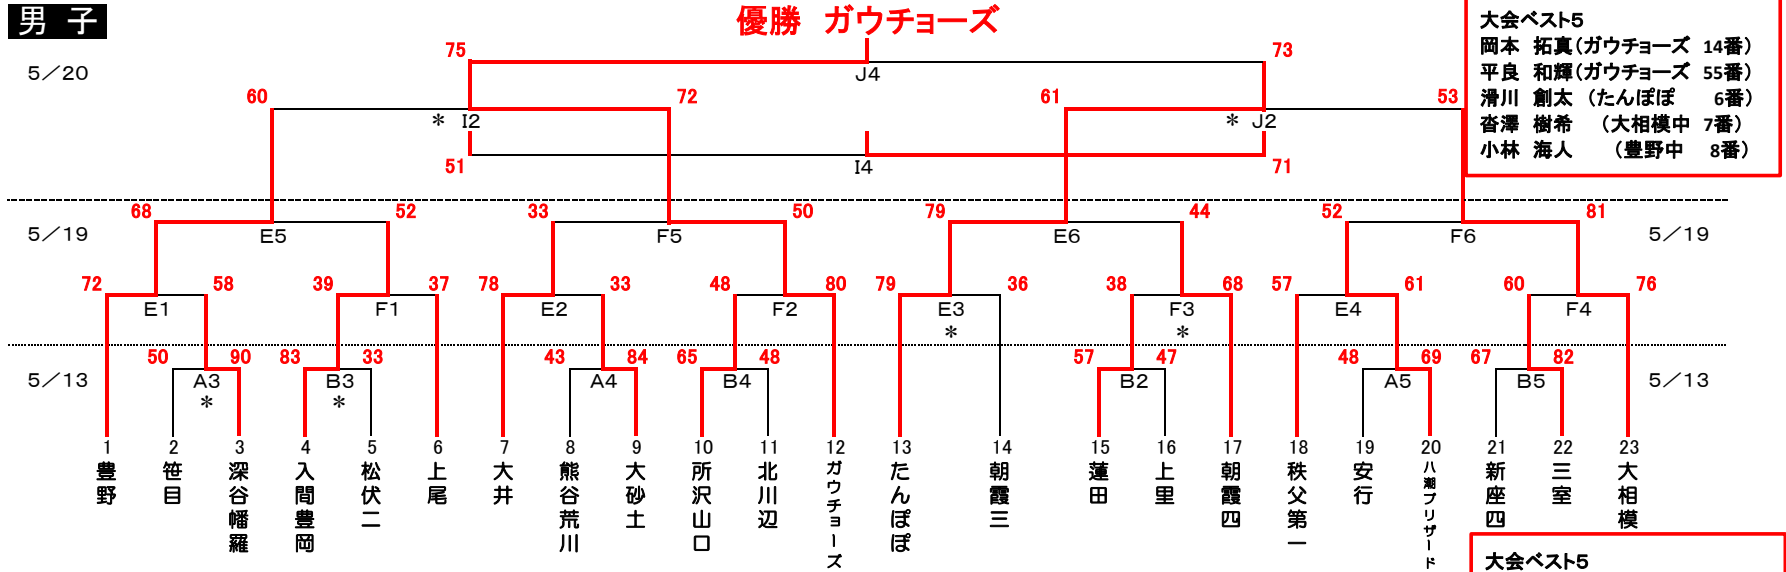 男 子
優勝 ガウチョーズ
大会ベスト5
岡本 拓真(ガウチョーズ 14番)
平良 和輝(ガウチョーズ 55番)
滑川 創太 (たんぽぽ 6番)
沓澤 樹希 (大相模中 7番)
小林 海人 (豊野中 8番)
75 73
5/20 J4
60 72 61 53
* I2 * J2
51 I4 71
68 52 33 50 79 44 52 81
5/19 E5 F5 E6 F6 5/19
72 58 39 37 78 33 48 80 79 36 38 68 57 61 60 76
E1 F1 E2 F2 E3 F3 E4 F4
* *
50 90 83 33 43 84 65 48 57 47 48 69 67 82
5/13 A3 B3 A4 B4 B2 A5 B5 5/13
* *
1 2 3 4 5 6 7 8 9 10 11 12 13 14 15 16 17 18 19 20 21 22 23
豊野
笹目
深谷幡羅
入間豊岡
松伏二
上尾
大井
熊谷荒川
大砂土
所沢山口
北川辺
ガウチョーズ
たんぽぽ
朝霞三
蓮田
上里
朝霞四
秩父第一
安行
八潮ブリザード
新座四
三室
大相模
大会ベスト5